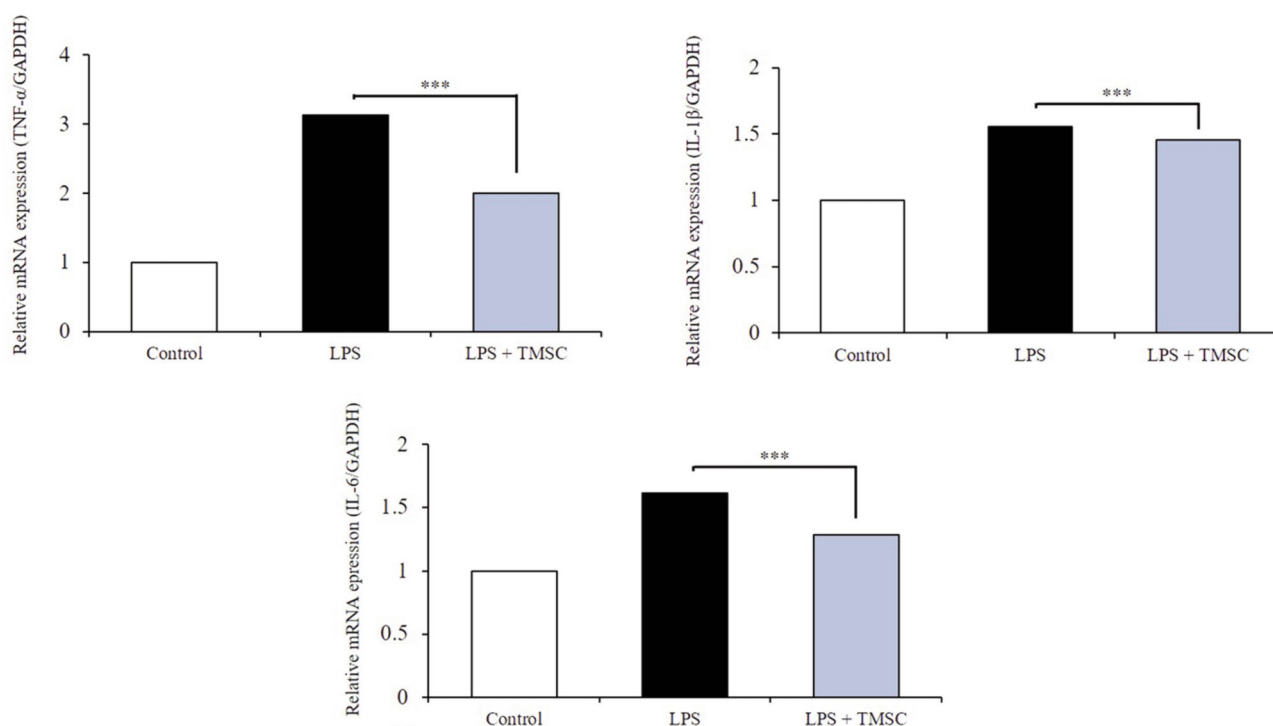 Relative mRNA expression (TNF-α/GAPDH)
4
3
2
1
0
***
Control
LPS
LPS + TMSC
Relative mRNA expression (IL-1β/GAPDH)
2
1.5
1
0.5
0
***
Control
LPS
LPS + TMSC
Relative mRNA epression (IL-6/GAPDH)
2
1.5
1
0.5
0
***
Control
LPS
LPS + TMSC